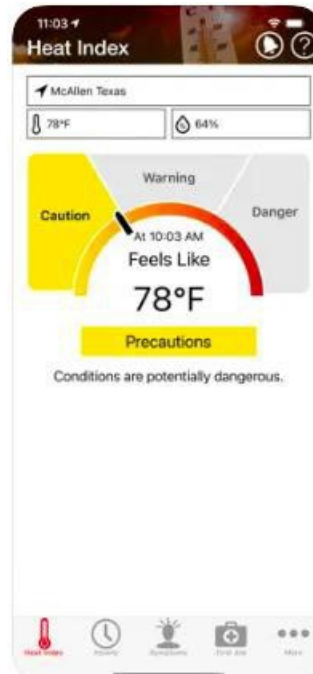 11:03
Heat Index
McAllen Texas
78°F
64%
Warning
Caution
Danger
At 10:03 AM
Feels Like
78°F
Precautions
Conditions are potentially dangerous.
Heat Index
Hourly
Symptoms
First Aid
More